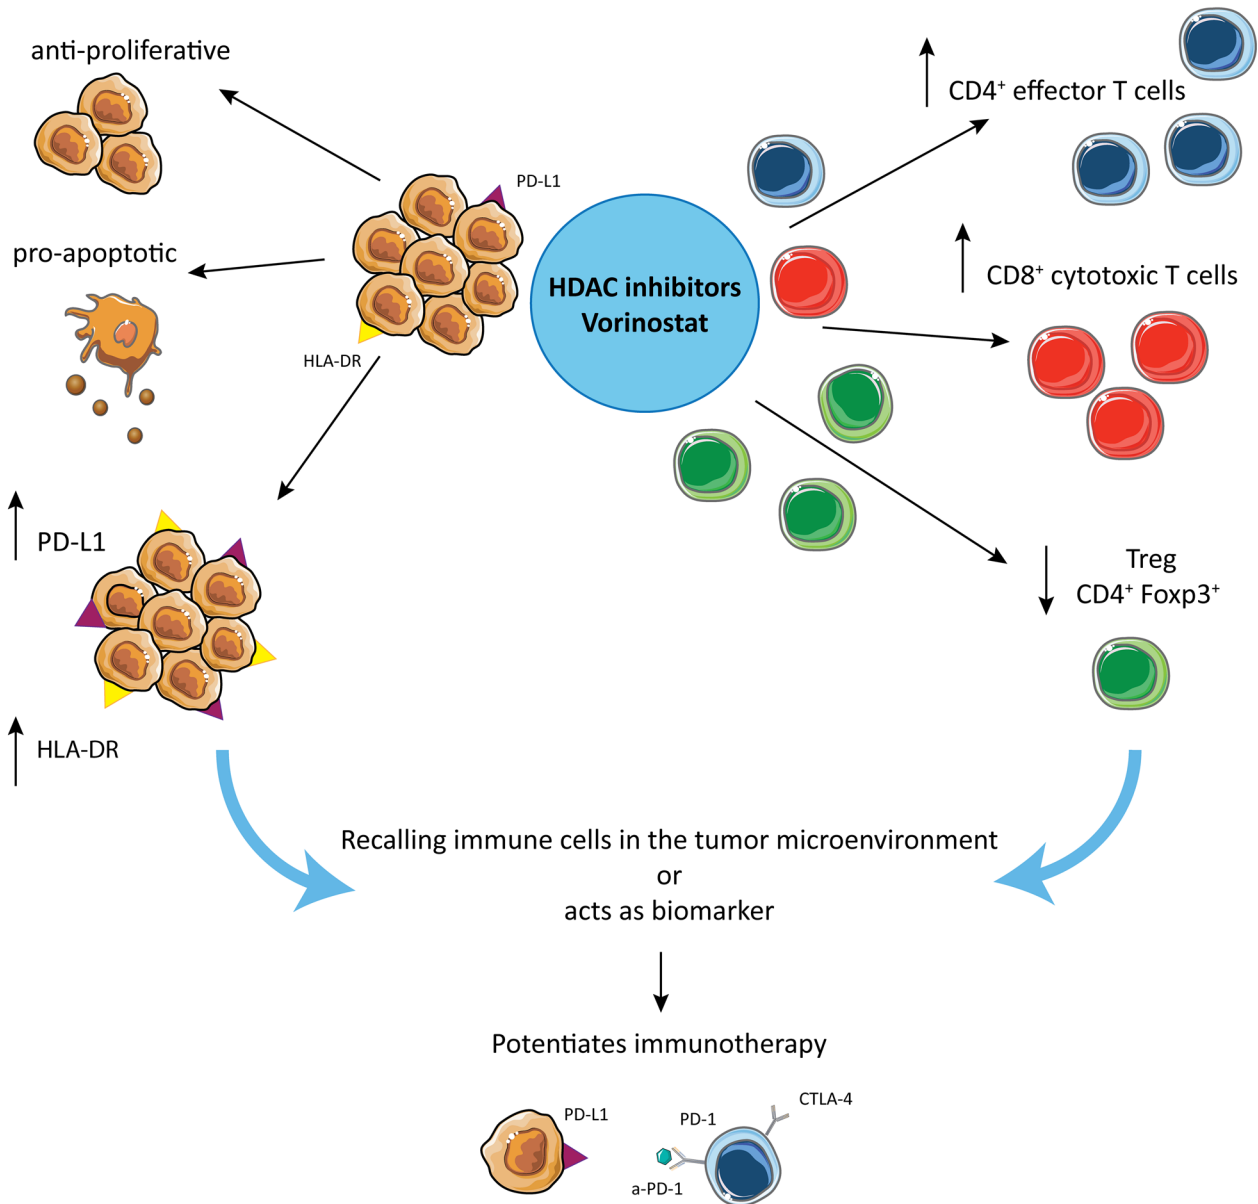 anti-proliferative
pro-apoptotic
PD-L1
HLA-DR
HDAC inhibitors
Vorinostat
CD4⁺ effector T cells
CD8⁺ cytotoxic T cells
Treg
CD4⁺ Foxp3⁺
PD-L1
HLA-DR
Recalling immune cells in the tumor microenvironment
or
acts as biomarker
Potentiates immunotherapy
PD-L1
PD-1
CTLA-4
a-PD-1